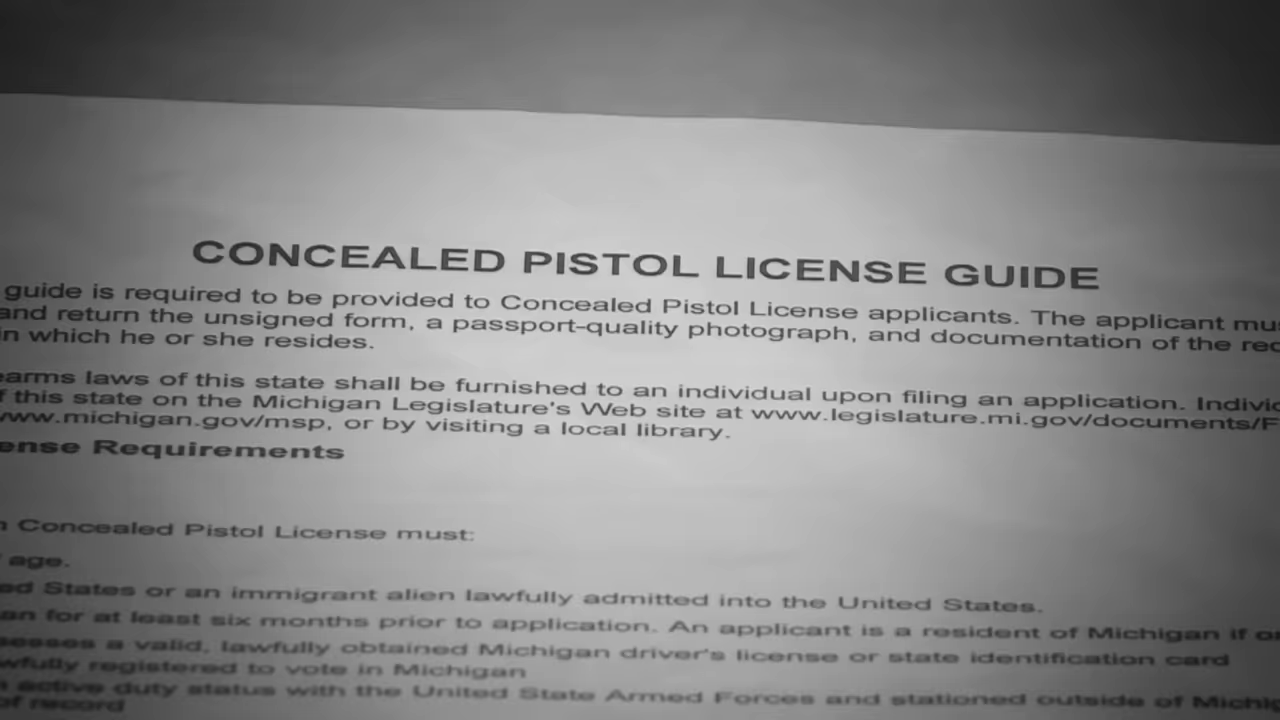 CONCEALED PISTOL LICENSE GUIDE
guide is required to be provided to Concealed Pistol License applicants. The applicant mu
and return the unsigned form, a passport-quality photograph, and documentation of the rec
in which he or she resides.
earms laws of this state shall be furnished to an individual upon filing an application. Indivi
f this state on the Michigan Legislature's Web site at www.legislature.mi.gov/documents/F
www.michigan.gov/msp, or by visiting a local library.
ense Requirements
Concealed Pistol License must:
age.
ed States or an immigrant alien lawfully admitted into the United States.
an for at least six months prior to application. An applicant is a resident of Michigan if
sesses a valid, lawfully obtained Michigan driver's license or state identification card
wfully registered to vote in Michigan
active duty status with the United State Armed Forces and stationed outside of Michi
of record